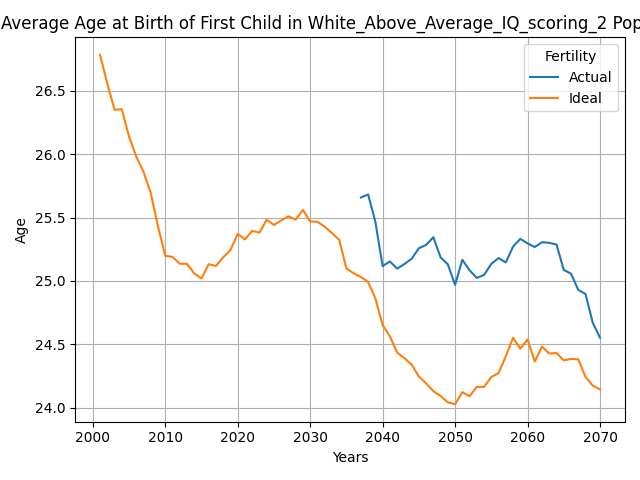 Average Age at Birth of First Child in White_Above_Average_IQ_scoring_2 Pop
Fertility
Actual
Ideal
26.5
26.0
25.5
25.0
24.5
24.0
Age
2000 2010 2020 2030 2040 2050 2060 2070
Years